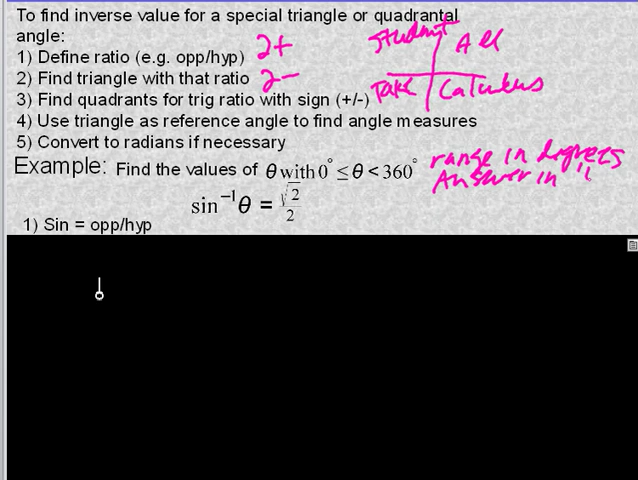 To find inverse value for a special triangle or quadrantal
angle:
1) Define ratio (e.g. opp/hyp) 2+
2) Find triangle with that ratio 2-
Student All
Take Calculus
3) Find quadrants for trig ratio with sign (+/-)
4) Use triangle as reference angle to find angle measures
5) Convert to radians if necessary
Example: Find the values of θ with 0° ≤ θ < 360°
range in degrees
Answer in "
sin⁻¹θ = √2/2
1) Sin = opp/hyp